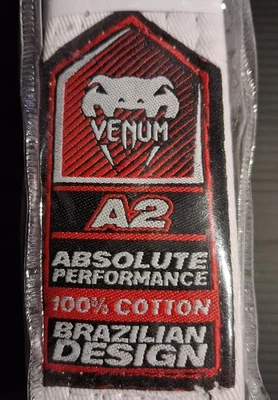 VENUM
A2
ABSOLUTE
PERFORMANCE
100% COTTON
BRAZILIAN
DESIGN